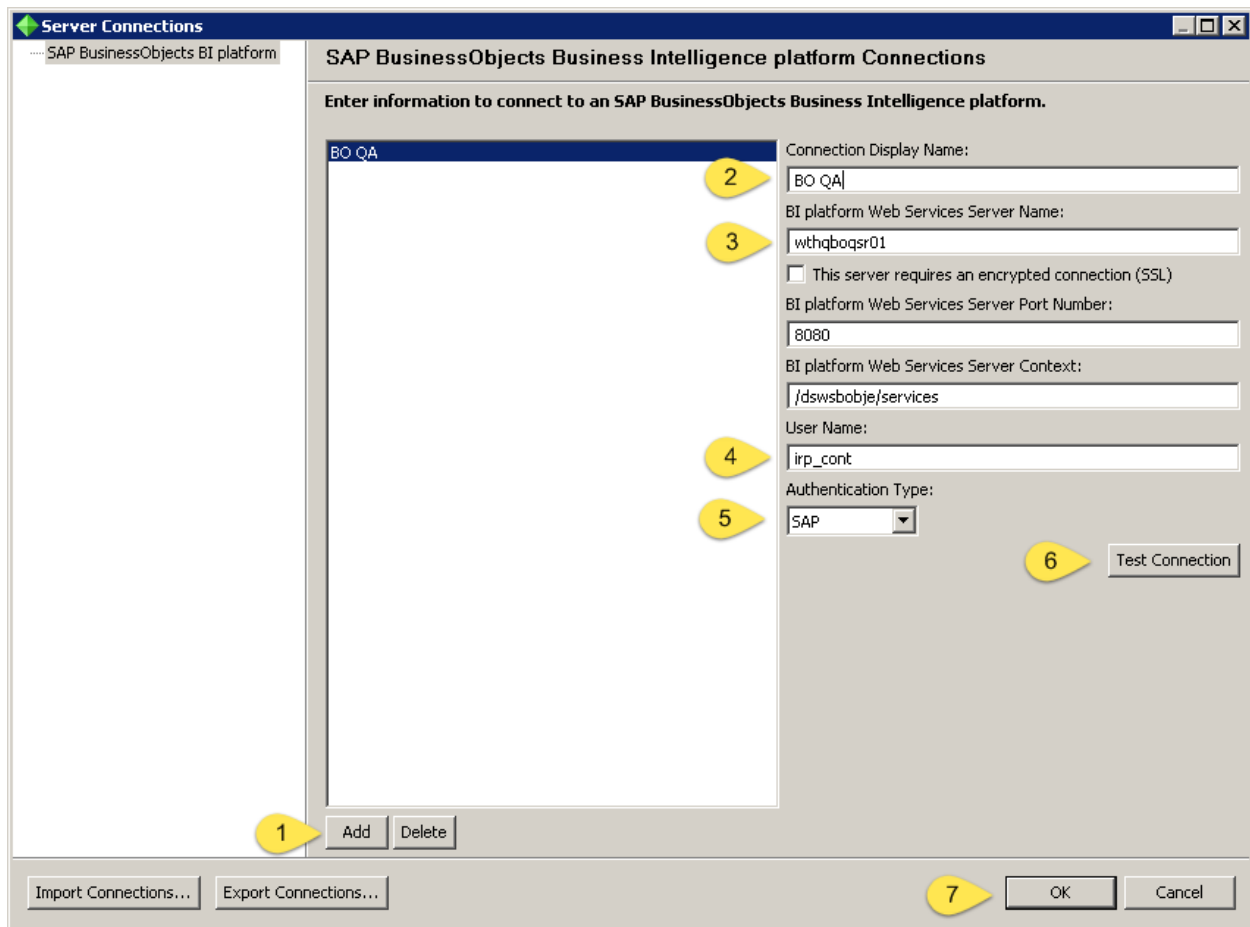 Server Connections
SAP BusinessObjects BI platform
SAP BusinessObjects Business Intelligence platform Connections
Enter information to connect to an SAP BusinessObjects Business Intelligence platform.
BO QA
Connection Display Name:
2
BO QA
BI platform Web Services Server Name:
3
wthqboqsr01
This server requires an encrypted connection (SSL)
BI platform Web Services Server Port Number:
8080
BI platform Web Services Server Context:
/dswsbobje/services
User Name:
4
irp_cont
Authentication Type:
5
SAP
6
Test Connection
1
Add
Delete
Import Connections...
Export Connections...
7
OK
Cancel